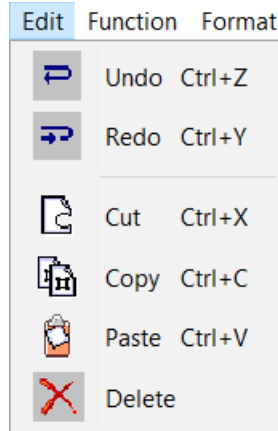 Edit Function Format
Undo Ctrl+Z
Redo Ctrl+Y
Cut Ctrl+X
Copy Ctrl+C
Paste Ctrl+V
Delete